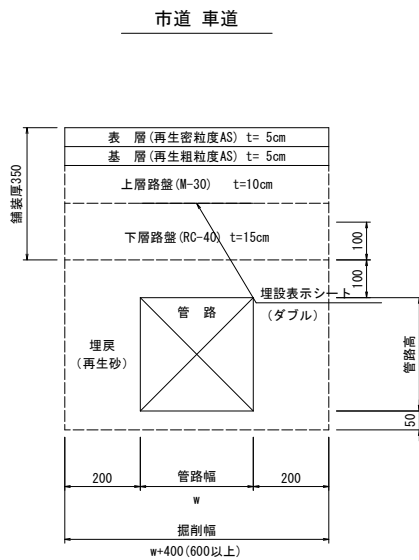 市道 車道
表 層(再生密粒度AS) t= 5cm
基 層(再生粗粒度AS) t= 5cm
上層路盤(M-30) t=10cm
舗装厚350
下層路盤(RC-40) t=15cm
100
100
埋設表示シート
(ダブル)
管 路
埋戻
(再生砂)
管路高
50
200
管路幅
200
w
掘削幅
w+400(600以上)